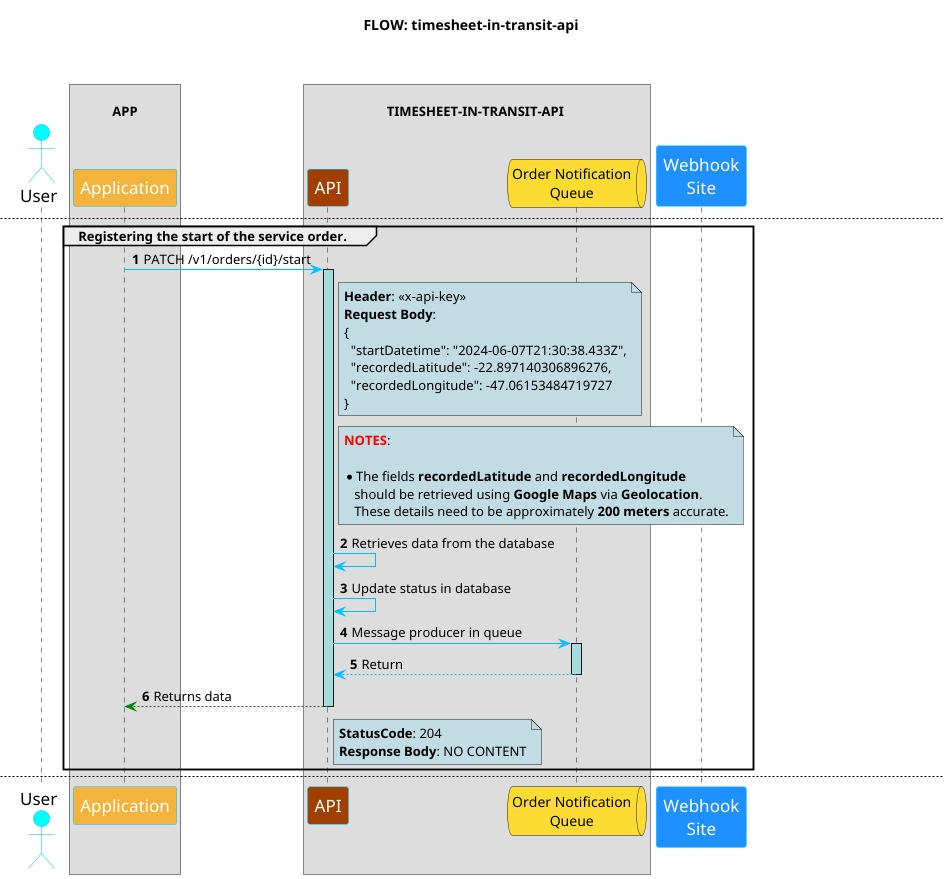 FLOW: timesheet-in-transit-api
APP
TIMESHEET-IN-TRANSIT-API
User
Application
API
Order Notification
Queue
Webhook
Site
Registering the start of the service order.
1 PATCH /v1/orders/{id}/start
Header: «x-api-key»
Request Body:
{
"startDatetime": "2024-06-07T21:30:38.433Z",
"recordedLatitude": -22.897140306896276,
"recordedLongitude": -47.06153484719727
}
NOTES:
• The fields recordedLatitude and recordedLongitude
should be retrieved using Google Maps via Geolocation.
These details need to be approximately 200 meters accurate.
2 Retrieves data from the database
3 Update status in database
4 Message producer in queue
5 Return
6 Returns data
StatusCode: 204
Response Body: NO CONTENT
User
Application
API
Order Notification
Queue
Webhook
Site